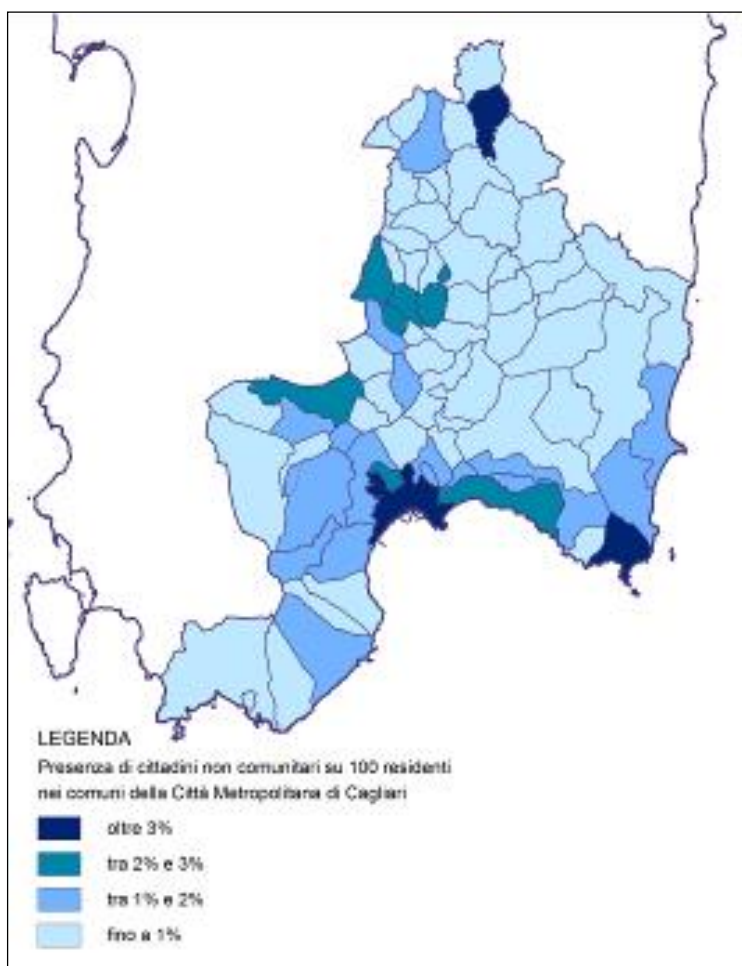 LEGENDA
Presenza di cittadini non comunitari su 100 residenti
nei comuni della Città Metropolitana di Cagliari
oltre 3%
tra 2% e 3%
tra 1% e 2%
fino a 1%